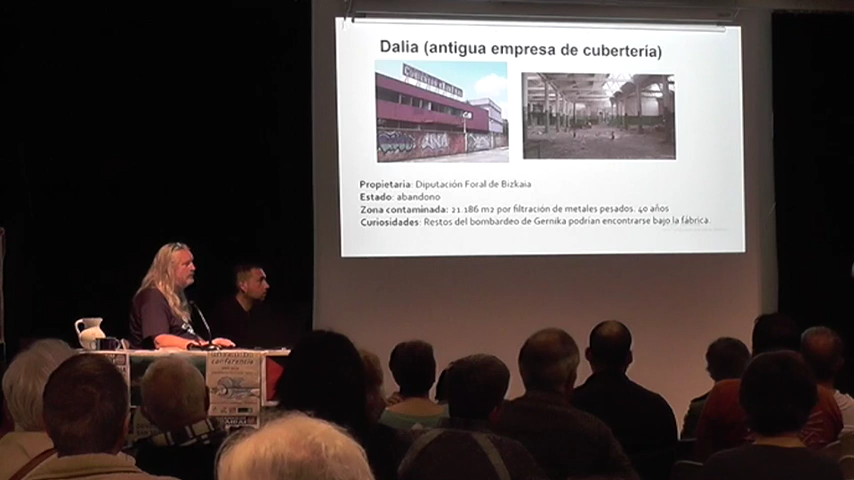 Dalia (antigua empresa de cubertería)
Propietaria: Diputación Foral de Bizkaia
Estado: abandono
Zona contaminada: 21.186 m2 por filtración de metales pesados. 40 años
Curiosidades: Restos del bombardeo de Gernika podrían encontrarse bajo la fábrica.
conferencia